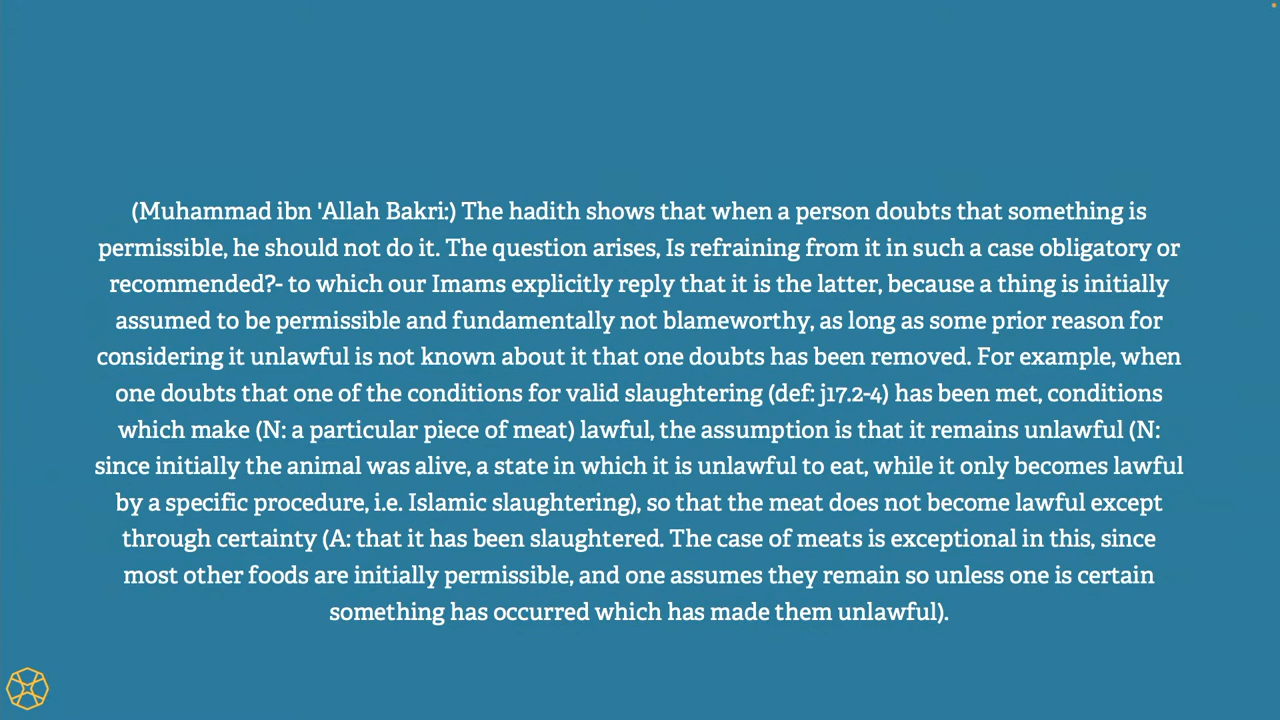 (Muhammad ibn 'Allah Bakri:) The hadith shows that when a person doubts that something is
permissible, he should not do it. The question arises, Is refraining from it in such a case obligatory or
recommended?- to which our Imams explicitly reply that it is the latter, because a thing is initially
assumed to be permissible and fundamentally not blameworthy, as long as some prior reason for
considering it unlawful is not known about it that one doubts has been removed. For example, when
one doubts that one of the conditions for valid slaughtering (def: j17.2-4) has been met, conditions
which make (N: a particular piece of meat) lawful, the assumption is that it remains unlawful (N:
since initially the animal was alive, a state in which it is unlawful to eat, while it only becomes lawful
by a specific procedure, i.e. Islamic slaughtering), so that the meat does not become lawful except
through certainty (A: that it has been slaughtered. The case of meats is exceptional in this, since
most other foods are initially permissible, and one assumes they remain so unless one is certain
something has occurred which has made them unlawful).